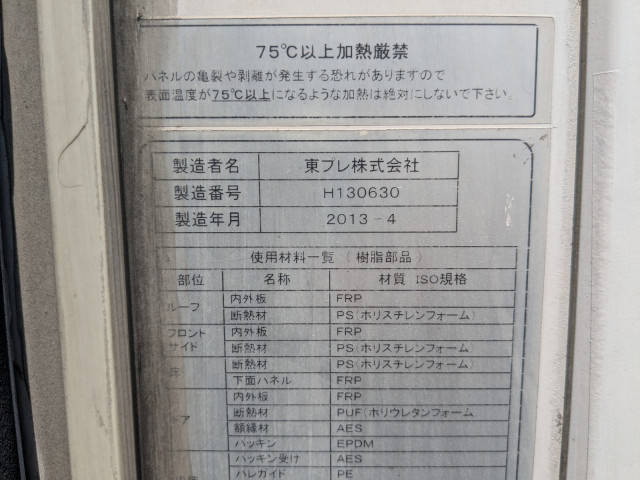 75℃以上加熱厳禁
パネルの亀裂や剥離が発生する恐れがありますので
表面温度が75℃以上になるような加熱は絶対にしないで下さい。
製造者名 東プレ株式会社
製造番号 H130630
製造年月 2013-4
使用材料一覧（樹脂部品）
部位 名称 材質 ISO規格
ルーフ 内外板 FRP
断熱材 PS(ポリスチレンフォーム)
フロント 内外板 FRP
サイド 断熱材 PS(ポリスチレンフォーム)
断熱材 PS(ポリスチレンフォーム)
下面パネル FRP
内外板 FRP
ドア 断熱材 PUF(ポリウレタンフォーム
額縁材 AES
パッキン EPDM
パッキン受け AES
バレガイド PE